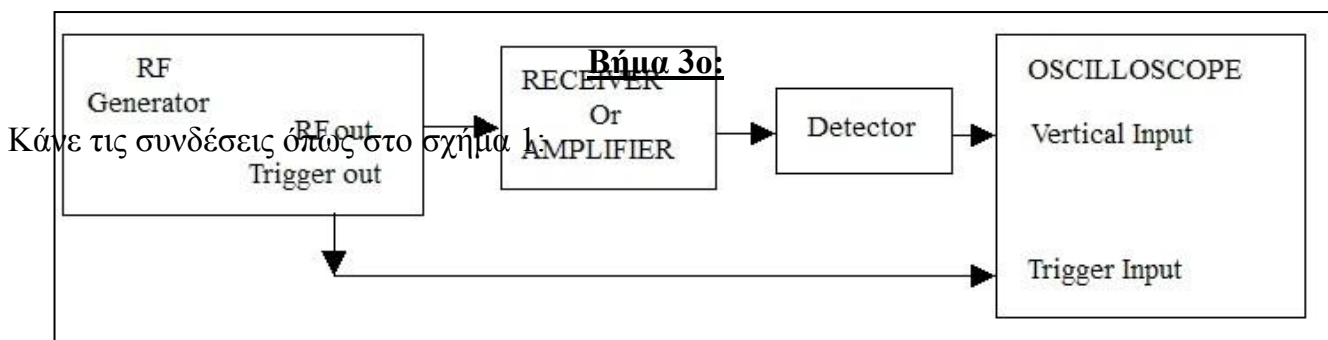 Βήμα 3ο:
Κάνε τις συνδέσεις όπως στο σχήμα 1:
RF
Generator
RF out
Trigger out
RECEIVER
Or
AMPLIFIER
Detector
OSCILLOSCOPE
Vertical Input
Trigger Input